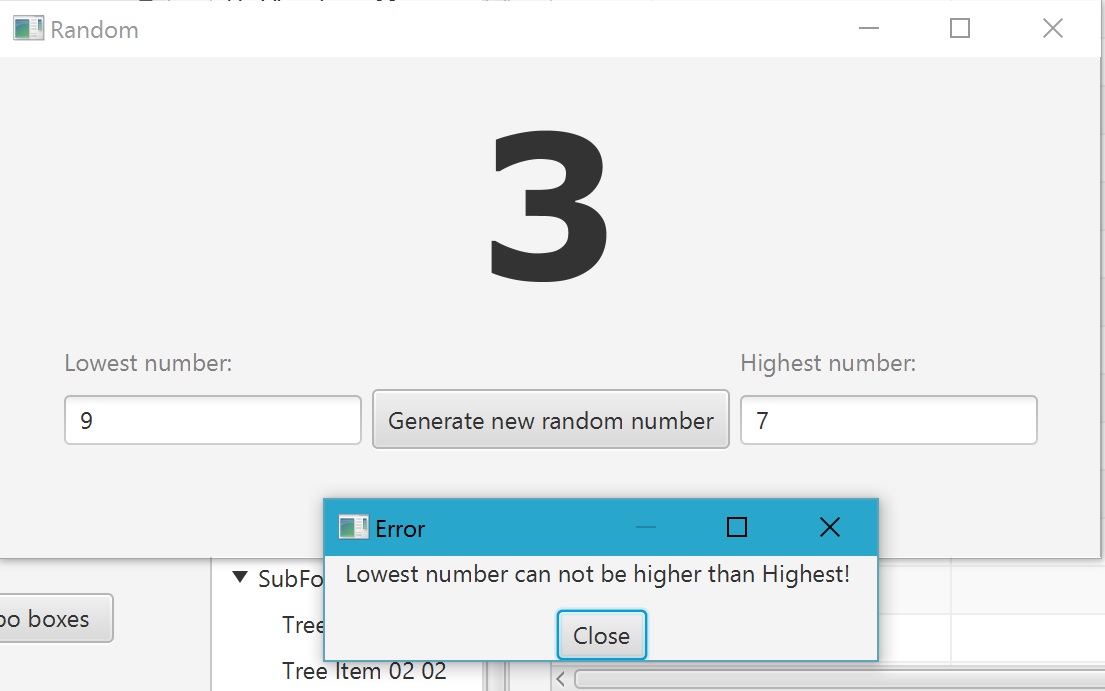 Random
3
Lowest number:
Highest number:
9
Generate new random number
7
Error
Lowest number can not be higher than Highest!
Close
SubFo
oo boxes
Tree
Tree Item 02 02